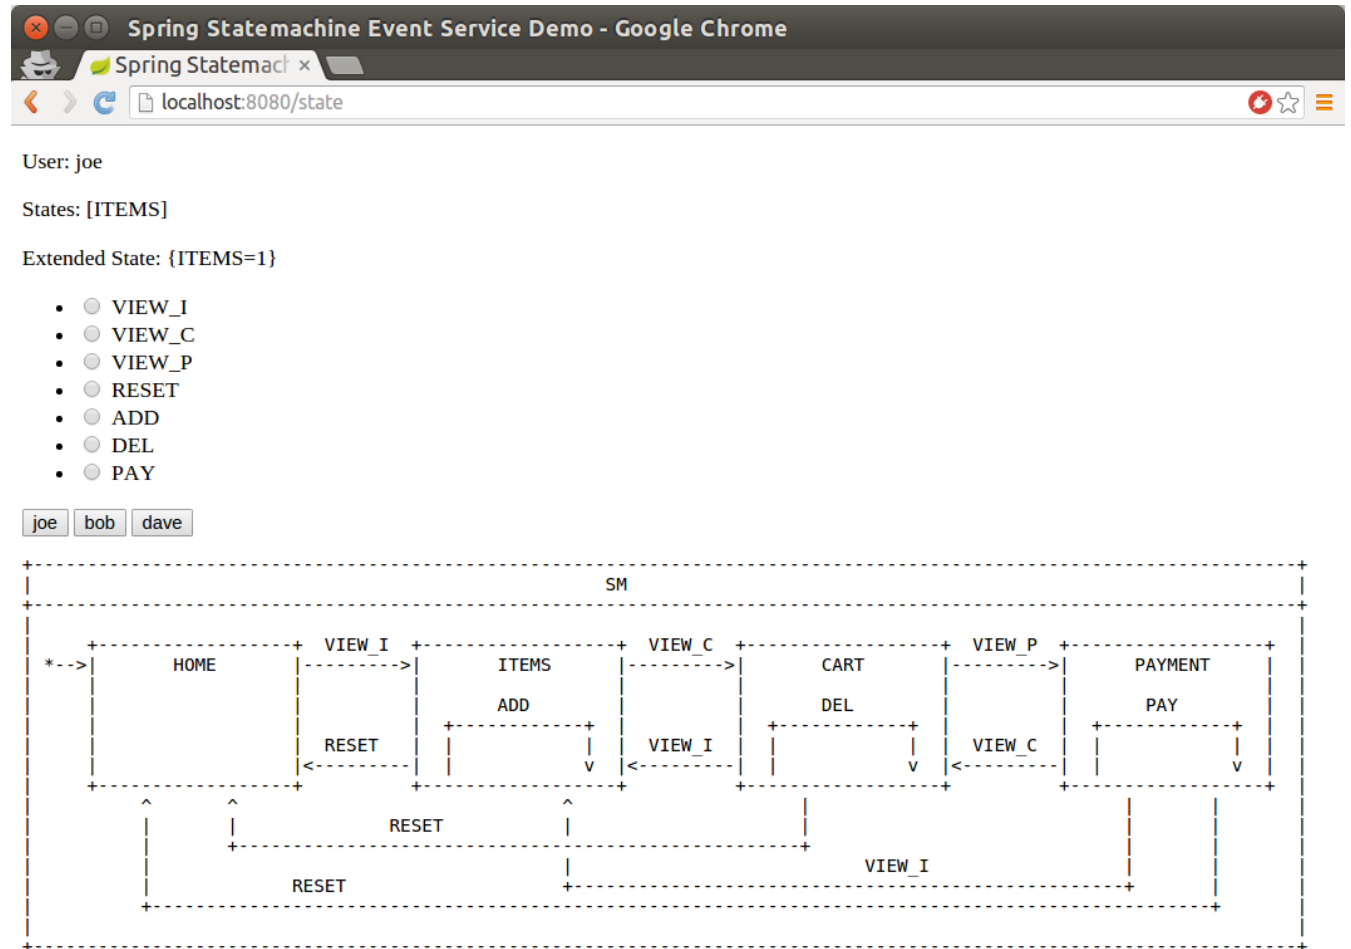 Spring Statemachine Event Service Demo - Google Chrome
Spring Statemach
localhost:8080/state
User: joe
States: [ITEMS]
Extended State: {ITEMS=1}
VIEW_I
VIEW_C
VIEW_P
RESET
ADD
DEL
PAY
joe bob dave
SM
VIEW_I VIEW_C VIEW_P
HOME ITEMS CART PAYMENT
ADD DEL PAY
RESET VIEW_I VIEW_C
RESET
VIEW_I
RESET